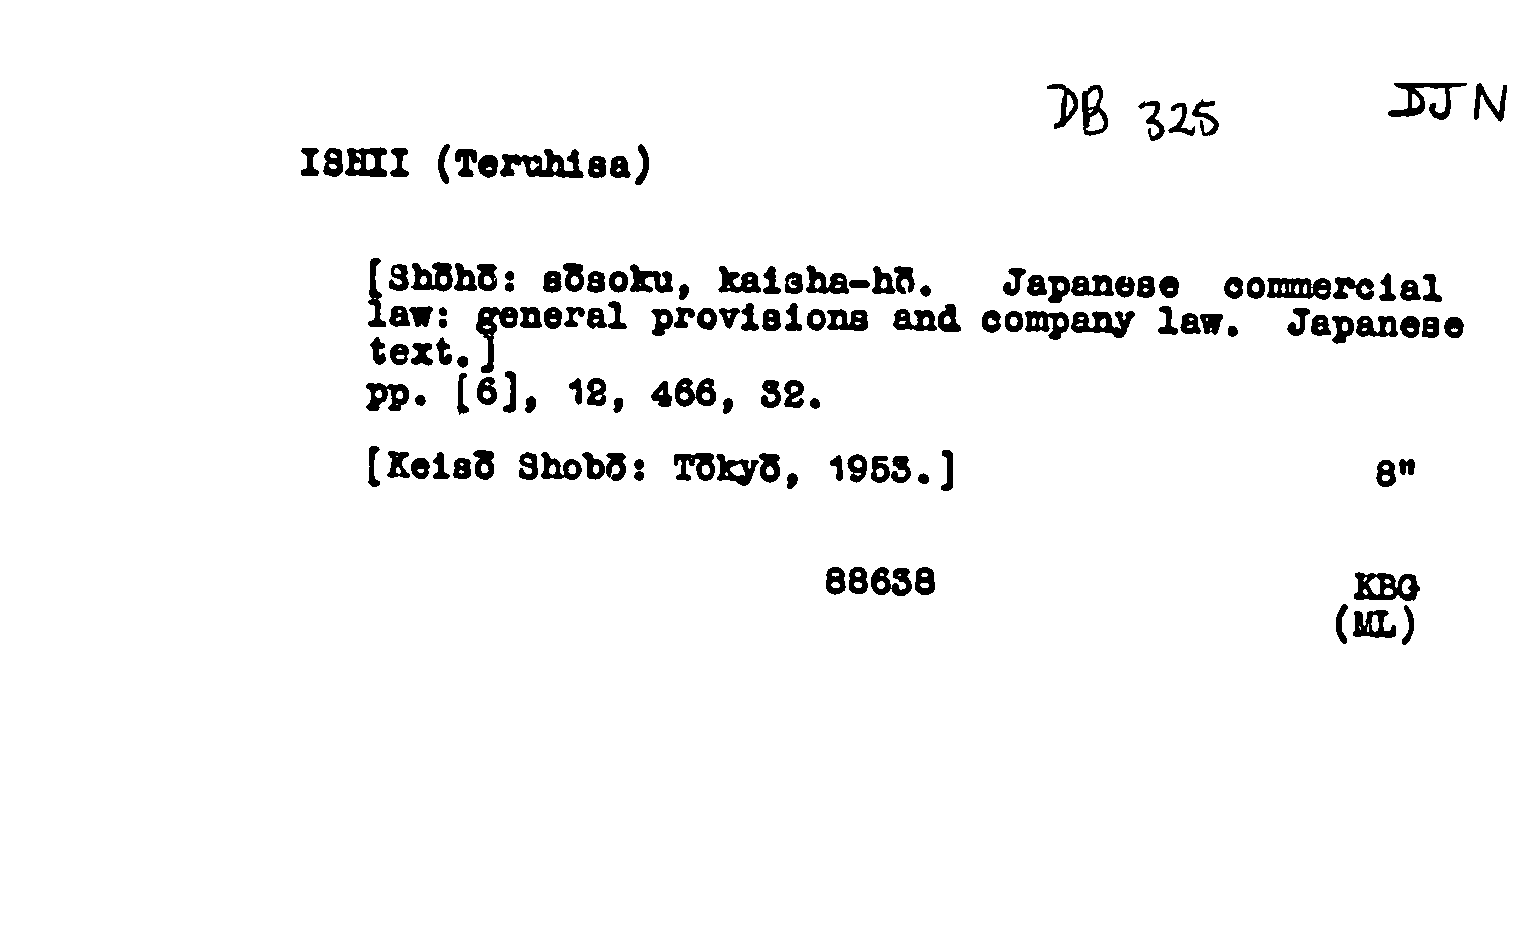 DB 325 DJN
ISHII (Teruhisa)
[Shōhō: sōsoku, kaisha-hō. Japanese commercial
law: general provisions and company law. Japanese
text.]
pp. [6], 12, 466, 32.
[Keisō Shobō: Tōkyō, 1953.] 8"
88638 KBG
(ML)